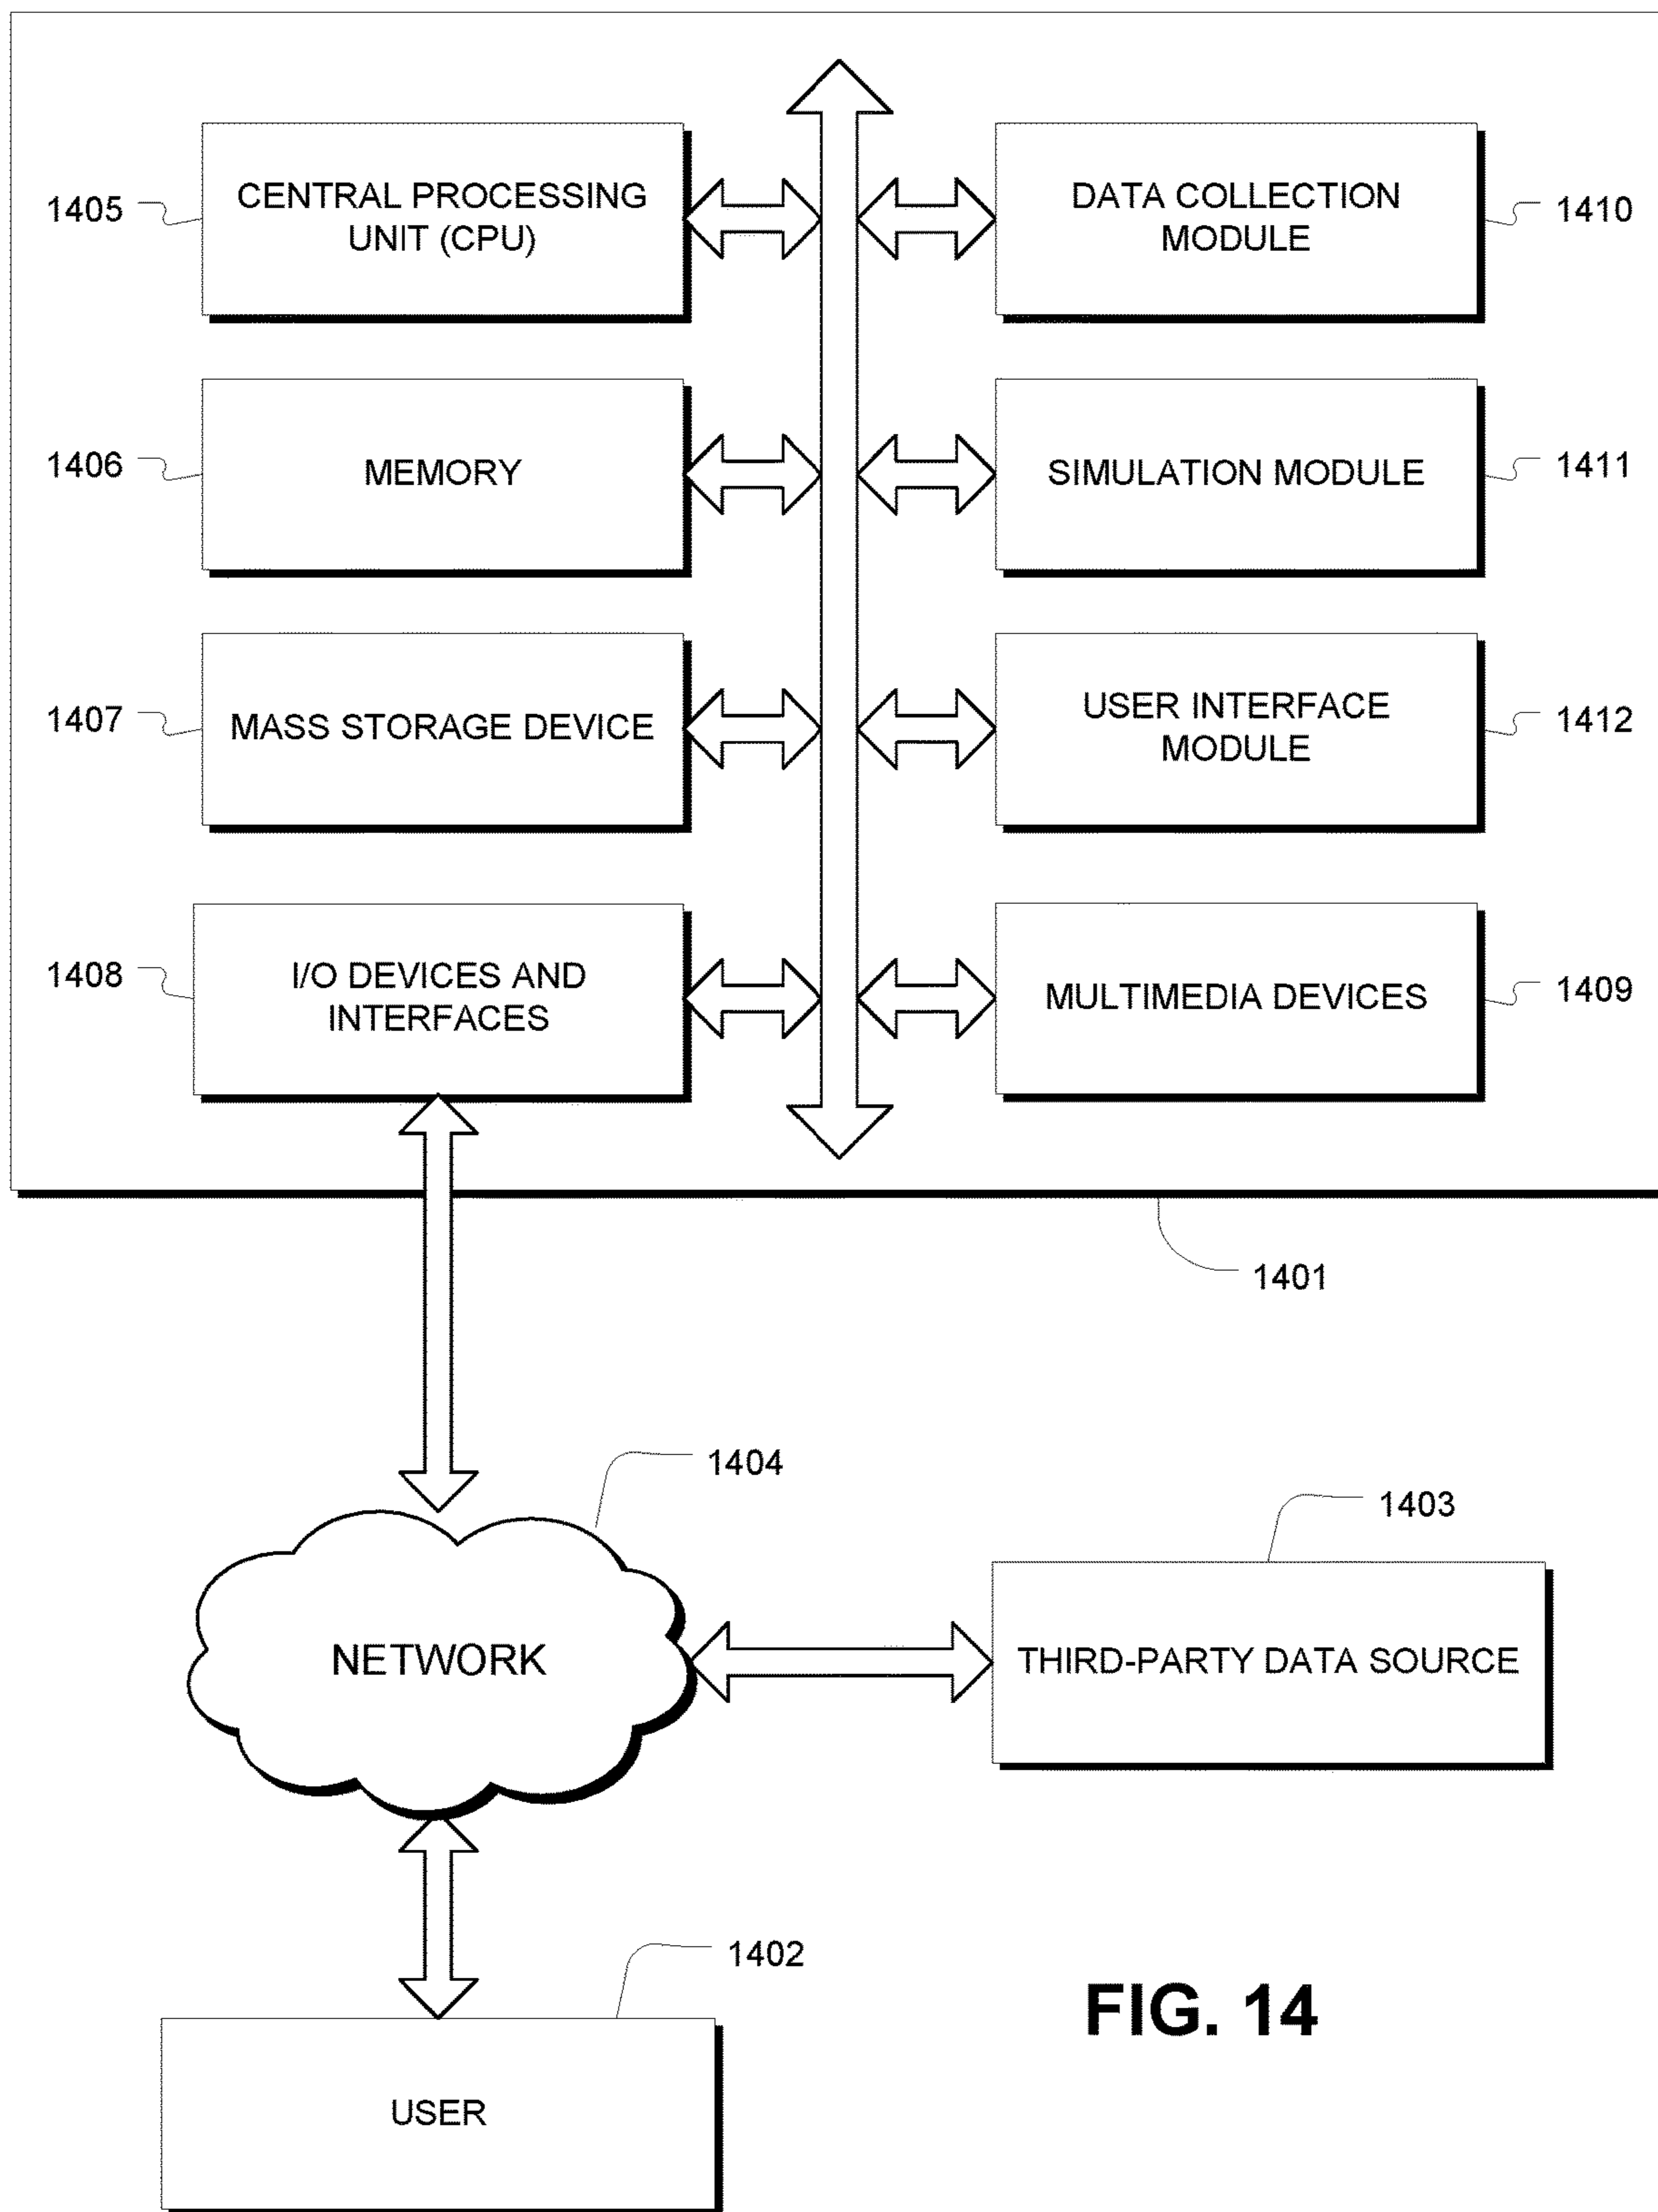 1405
CENTRAL PROCESSING
UNIT (CPU)
DATA COLLECTION
MODULE
1410
1406
MEMORY
SIMULATION MODULE
1411
1407
MASS STORAGE DEVICE
USER INTERFACE
MODULE
1412
1408
I/O DEVICES AND
INTERFACES
MULTIMEDIA DEVICES
1409
1401
1404
1403
NETWORK
THIRD-PARTY DATA SOURCE
1402
FIG. 14
USER